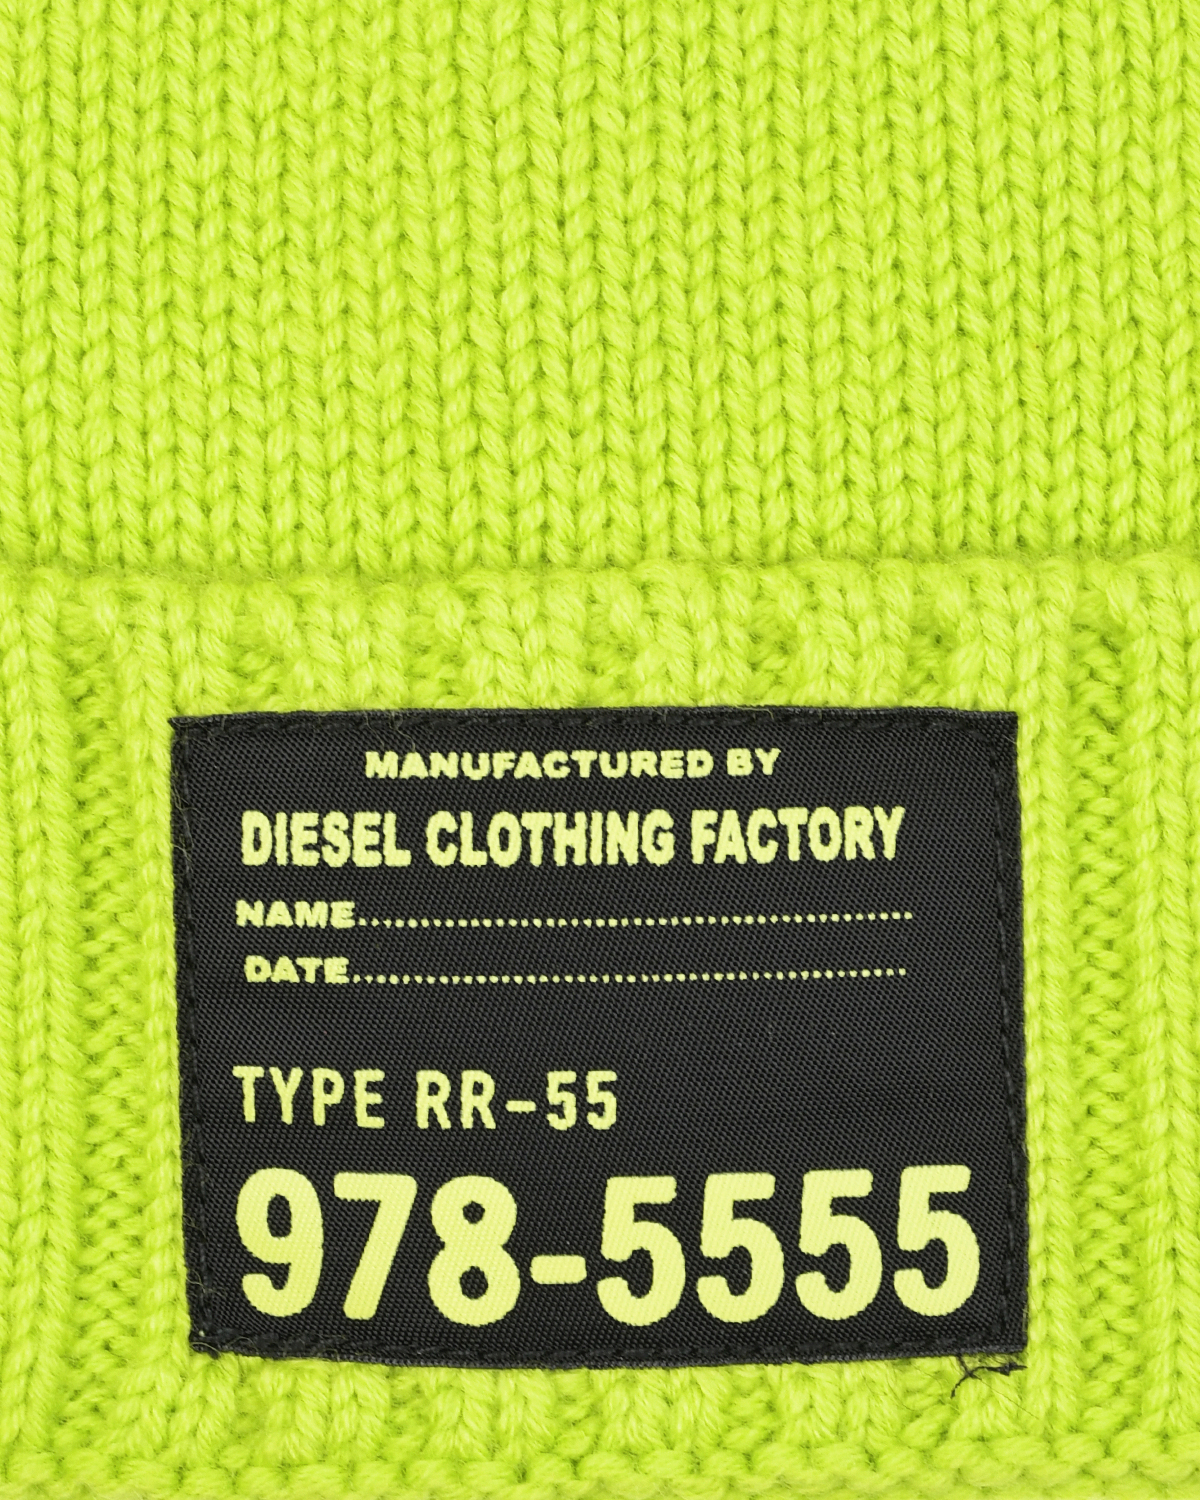 MANUFACTURED BY
DIESEL CLOTHING FACTORY
NAME..........................................
DATE..........................................
TYPE RR-55
978-5555